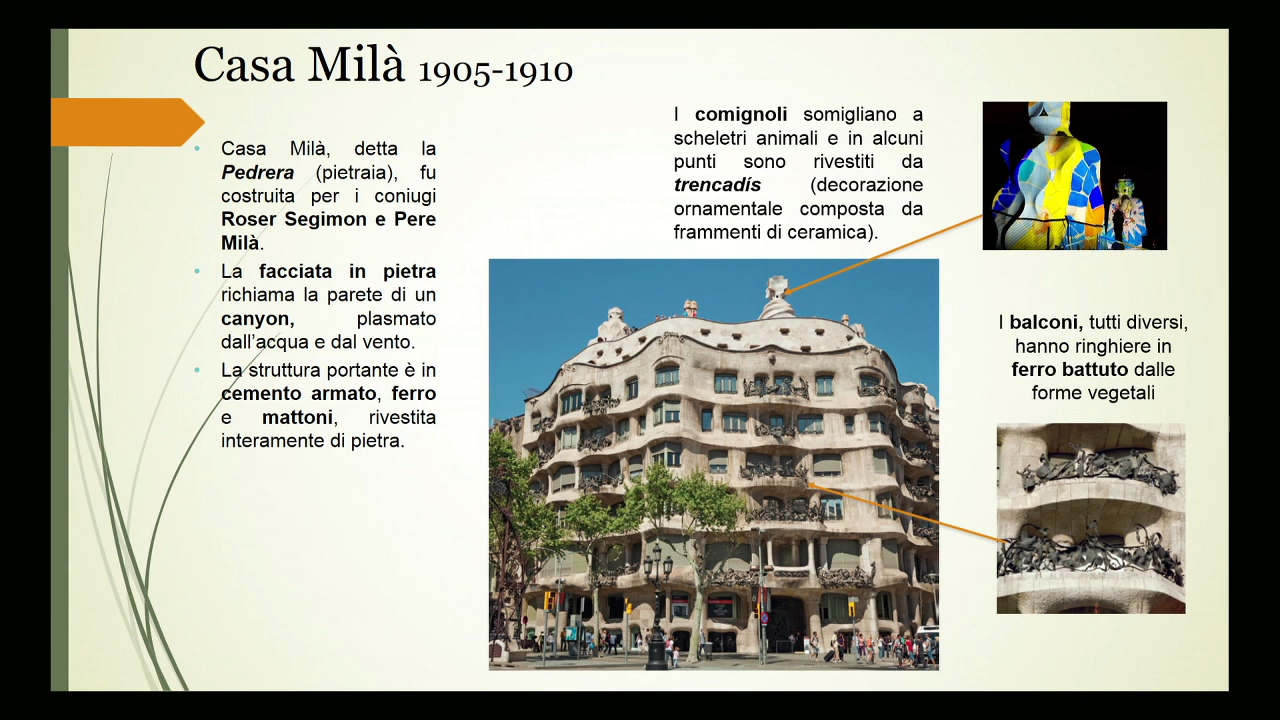 Casa Milà 1905-1910
Casa Milà, detta la
Pedrera (pietraia), fu
costruita per i coniugi
Roser Segimon e Pere
Milà.
La facciata in pietra
richiama la parete di un
canyon, plasmato
dall'acqua e dal vento.
La struttura portante è in
cemento armato, ferro
e mattoni, rivestita
interamente di pietra.
I comignoli somigliano a
scheletri animali e in alcuni
punti sono rivestiti da
trencadís (decorazione
ornamentale composta da
frammenti di ceramica).
I balconi, tutti diversi,
hanno ringhiere in
ferro battuto dalle
forme vegetali